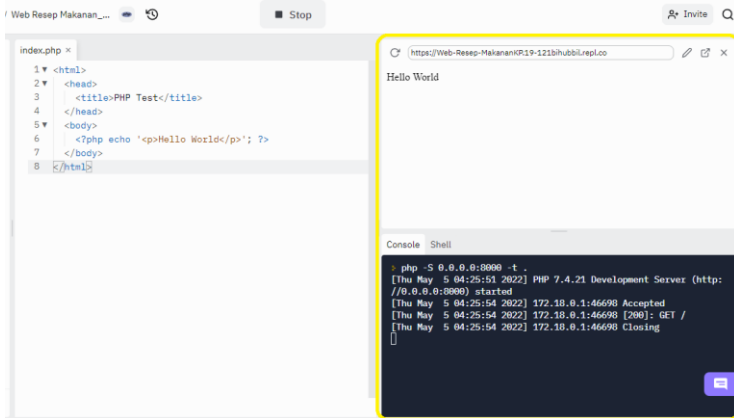 / Web Resep Makanan_...
Stop
Invite
index.php ×
1 <html>
2 <head>
3 <title>PHP Test</title>
4 </head>
5 <body>
6 <?php echo '<p>Hello World</p>'; ?>
7 </body>
8 </html>
https://Web-Resep-MakananKR.19-121bihubbil.repl.co
Hello World
Console Shell
> php -S 0.0.0.0:8000 -t .
[Thu May 5 04:25:51 2022] PHP 7.4.21 Development Server (http:
//0.0.0.0:8000) started
[Thu May 5 04:25:54 2022] 172.18.0.1:46698 Accepted
[Thu May 5 04:25:54 2022] 172.18.0.1:46698 [200]: GET /
[Thu May 5 04:25:54 2022] 172.18.0.1:46698 Closing